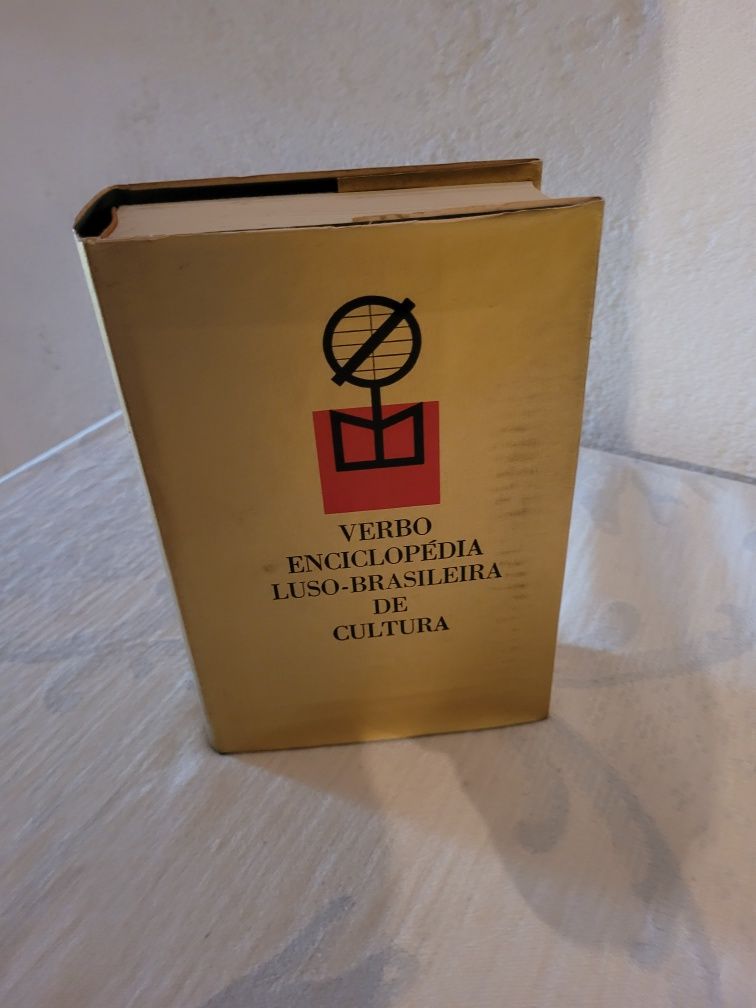 VERBO
ENCICLOPÉDIA
LUSO-BRASILEIRA
DE
CULTURA